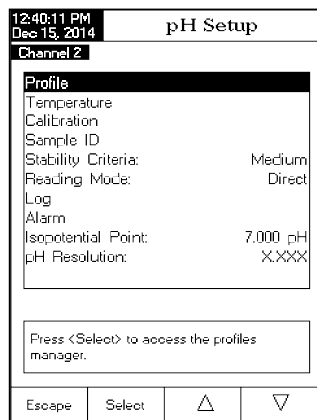 12:40:11 PM
Dec 15, 2014
pH Setup
Channel 2
Profile
Temperature
Calibration
Sample ID
Stability Criteria: Medium
Reading Mode: Direct
Log
Alarm
Isopotential Point: 7.000 pH
pH Resolution: X.XXX
Press <Select> to access the profiles
manager.
Escape Select